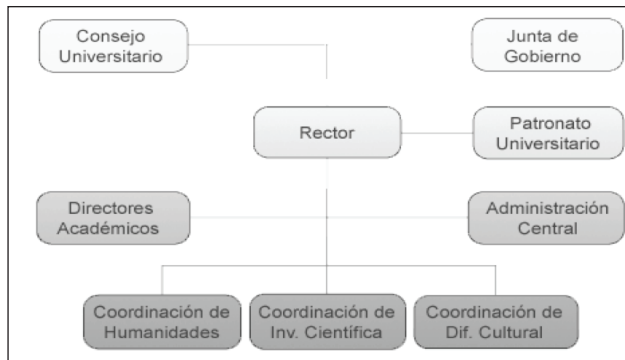 Consejo
Universitario
Junta de
Gobierno
Rector
Patronato
Universitario
Directores
Académicos
Administración
Central
Coordinación de
Humanidades
Coordinación de
Inv. Científica
Coordinación de
Dif. Cultural